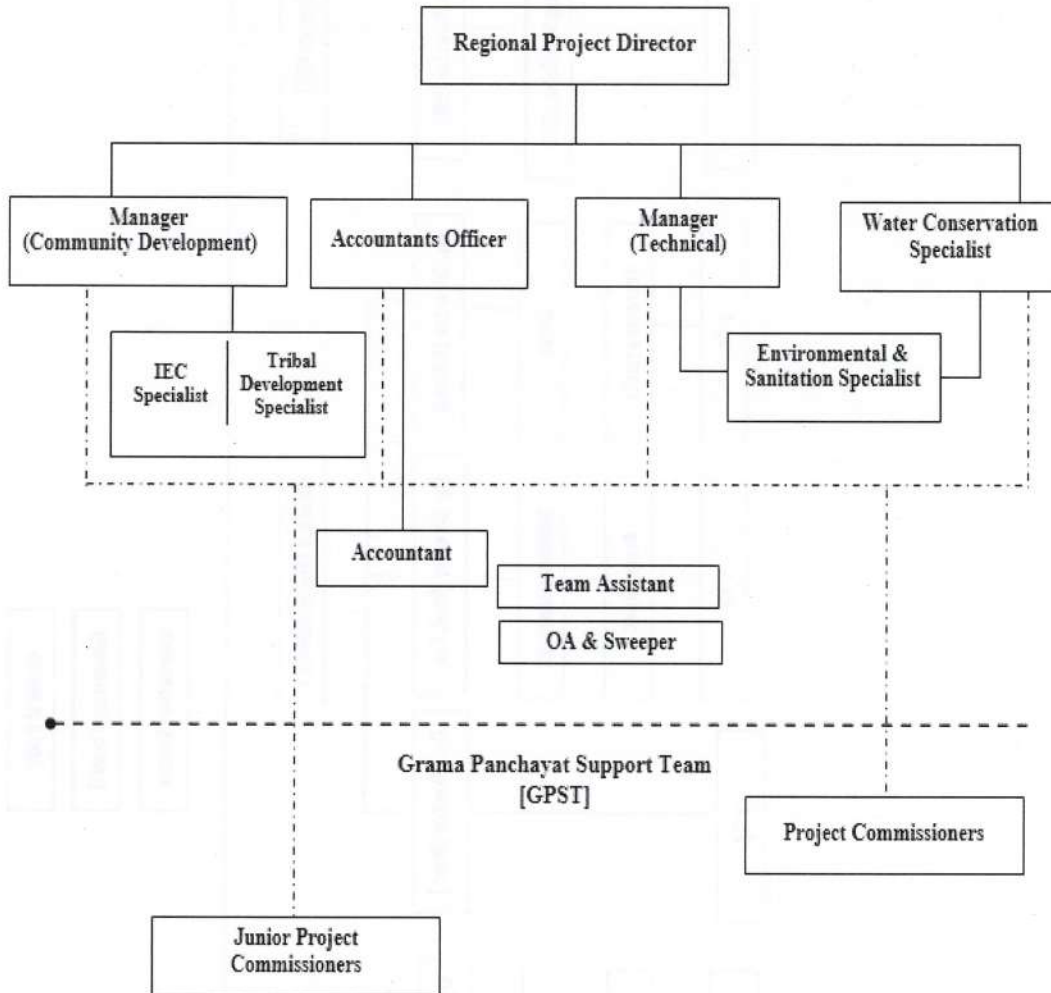 Regional Project Director
Manager
(Community Development)
Accountants Officer
Manager
(Technical)
Water Conservation
Specialist
IEC
Specialist
Tribal
Development
Specialist
Environmental &
Sanitation Specialist
Accountant
Team Assistant
OA & Sweeper
Grama Panchayat Support Team
[GPST]
Project Commissioners
Junior Project
Commissioners